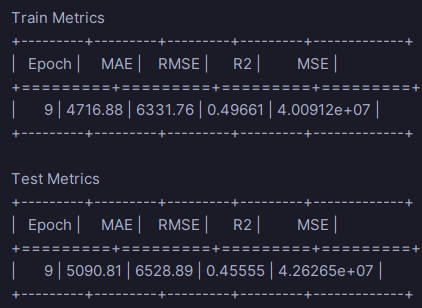 Train Metrics
+---------+---------+---------+--------+-------------+
| Epoch | MAE | RMSE | R2 | MSE |
+=========+=========+=========+=========+
| 9 | 4716.88 | 6331.76 | 0.49661 | 4.00912e+07 |
+---------+---------+---------+--------+-------------+
Test Metrics
+---------+---------+---------+--------+-------------+
| Epoch | MAE | RMSE | R2 | MSE |
+=========+=========+=========+=========+
| 9 | 5090.81 | 6528.89 | 0.45555 | 4.26265e+07 |
+---------+---------+---------+--------+-------------+